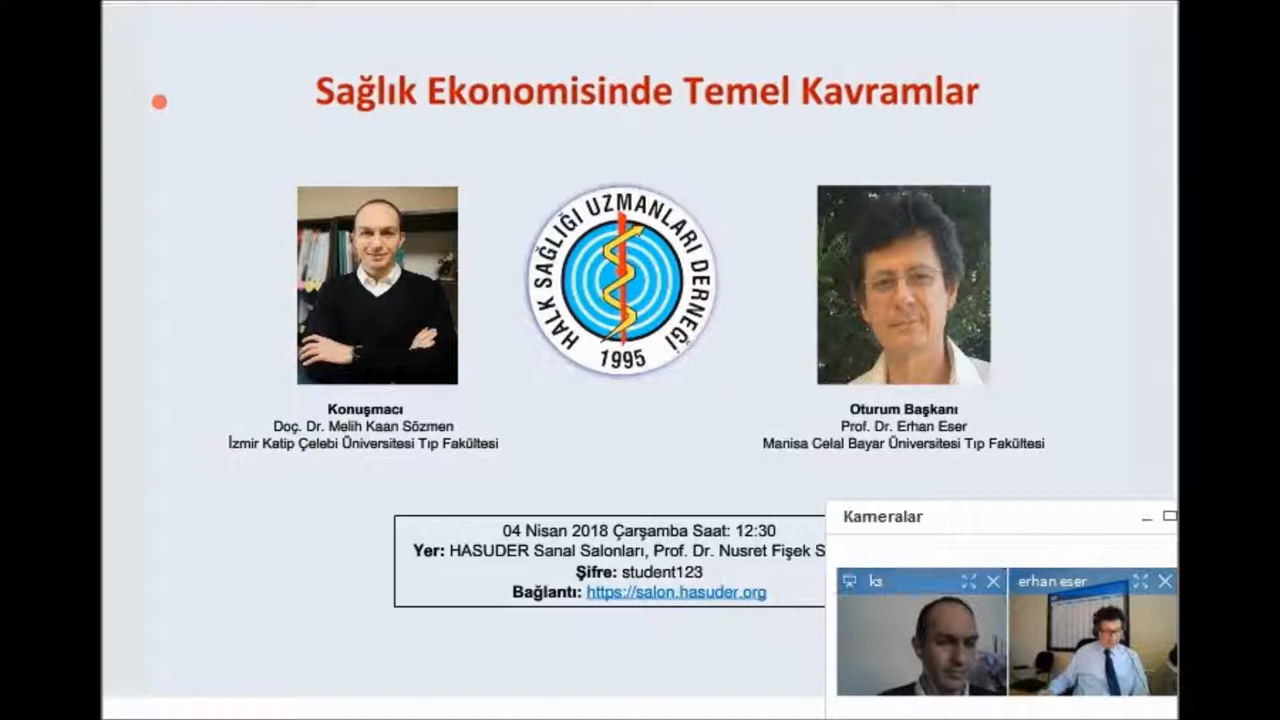 Sağlık Ekonomisinde Temel Kavramlar
HALK SAĞLIĞI UZMANLARI DERNEĞİ
1995
Konuşmacı
Doç. Dr. Melih Kaan Sözmen
İzmir Katip Çelebi Üniversitesi Tıp Fakültesi
Oturum Başkanı
Prof. Dr. Erhan Eser
Manisa Celal Bayar Üniversitesi Tıp Fakültesi
04 Nisan 2018 Çarşamba Saat: 12:30
Yer: HASUDER Sanal Salonları, Prof. Dr. Nusret Fişek S
Şifre: student123
Bağlantı: https://salon.hasuder.org
Kameralar
ks
erhan eser